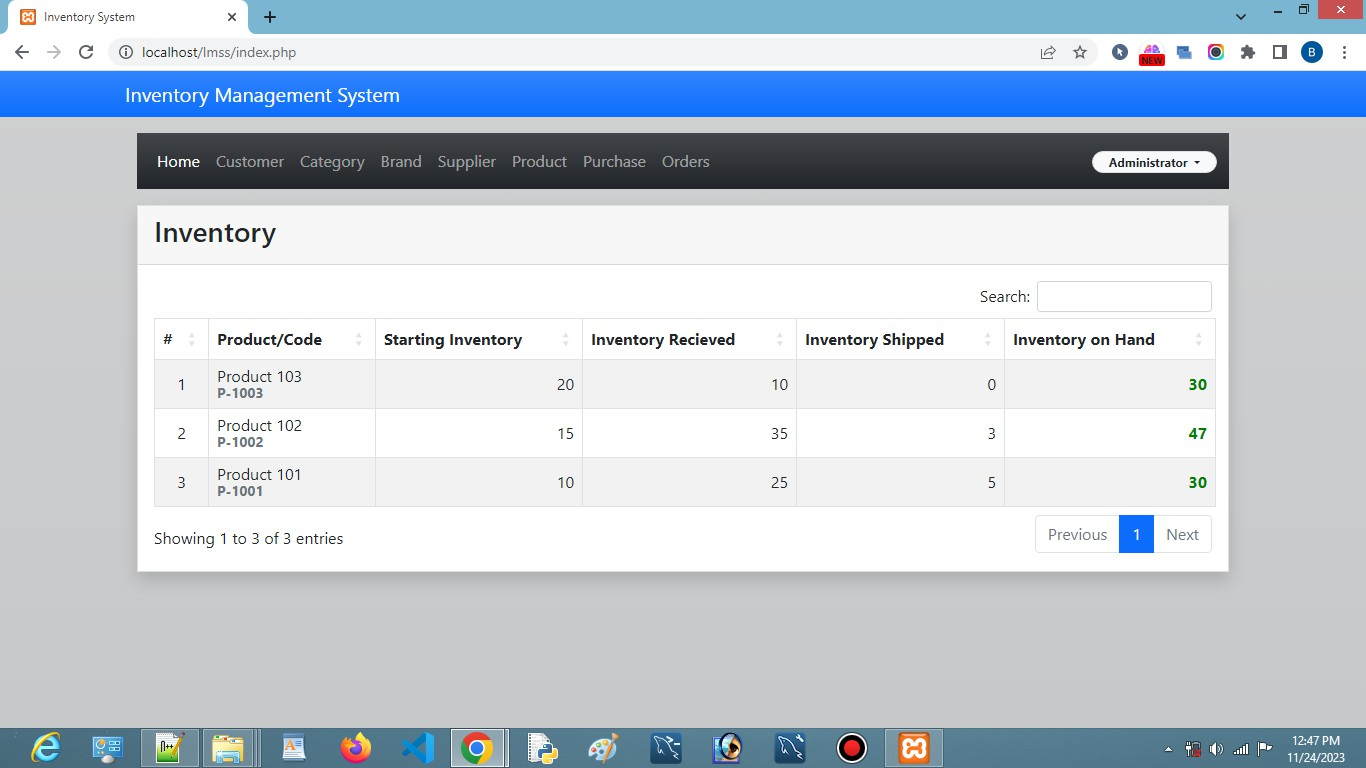 Inventory System
localhost/lmss/index.php
NEW
B
Inventory Management System
Home Customer Category Brand Supplier Product Purchase Orders Administrator
Inventory
Search:
# Product/Code Starting Inventory Inventory Recieved Inventory Shipped Inventory on Hand
1 Product 103 20 10 0 30
P-1003
2 Product 102 15 35 3 47
P-1002
3 Product 101 10 25 5 30
P-1001
Showing 1 to 3 of 3 entries
Previous 1 Next
12:47 PM
11/24/2023